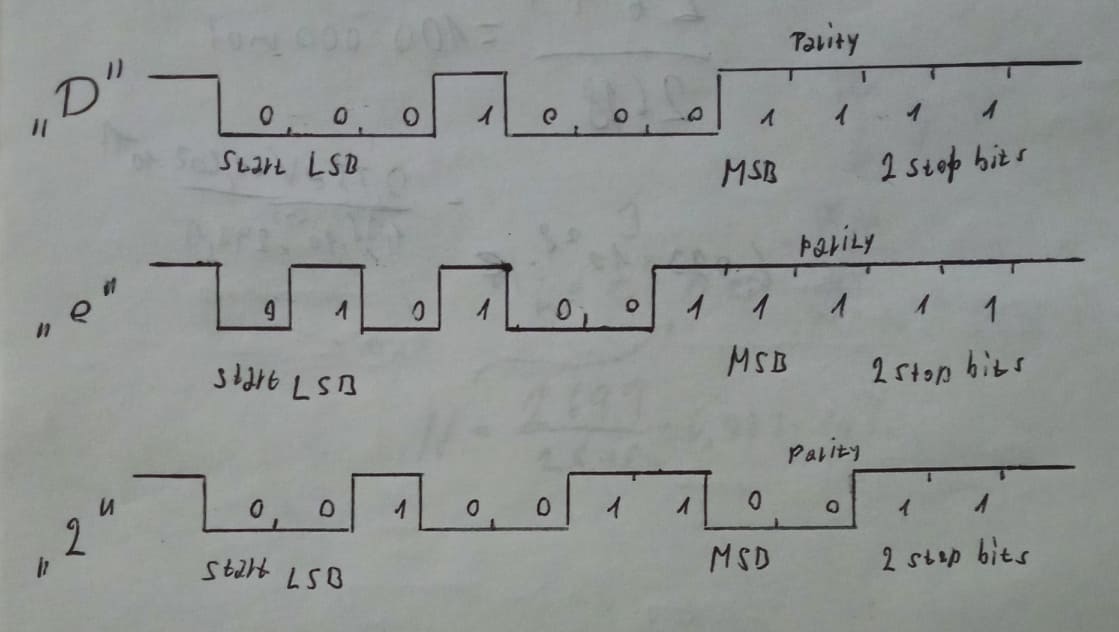 Parity
„D"
0 0 0 1 0 0 0 1 1 1 1
Start LSB MSB 2 stop bits
parity
„e"
0 1 0 1 0 0 1 1 1 1 1
start LSB MSB 2 stop bits
parity
„2"
0 0 1 0 0 1 1 0 0 1 1
start LSB MSB 2 stop bits